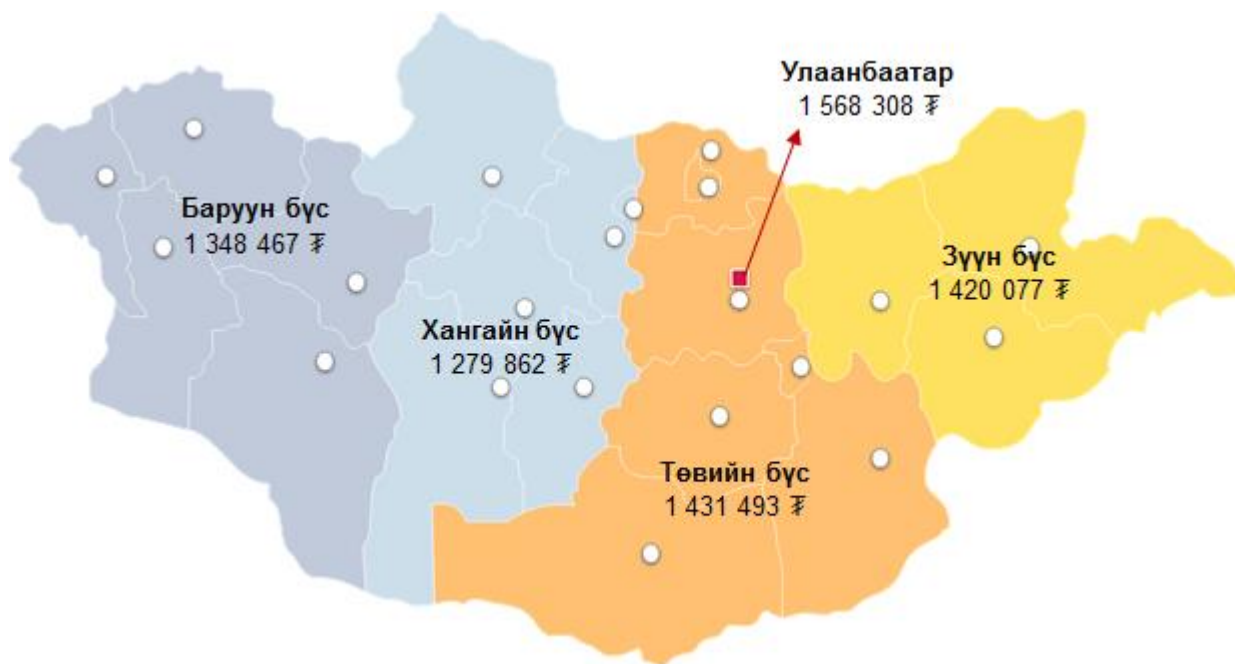 Улаанбаатар
1 568 308 ₮
Баруун бүс
1 348 467 ₮
Зүүн бүс
1 420 077 ₮
Хангайн бүс
1 279 862 ₮
Төвийн бүс
1 431 493 ₮